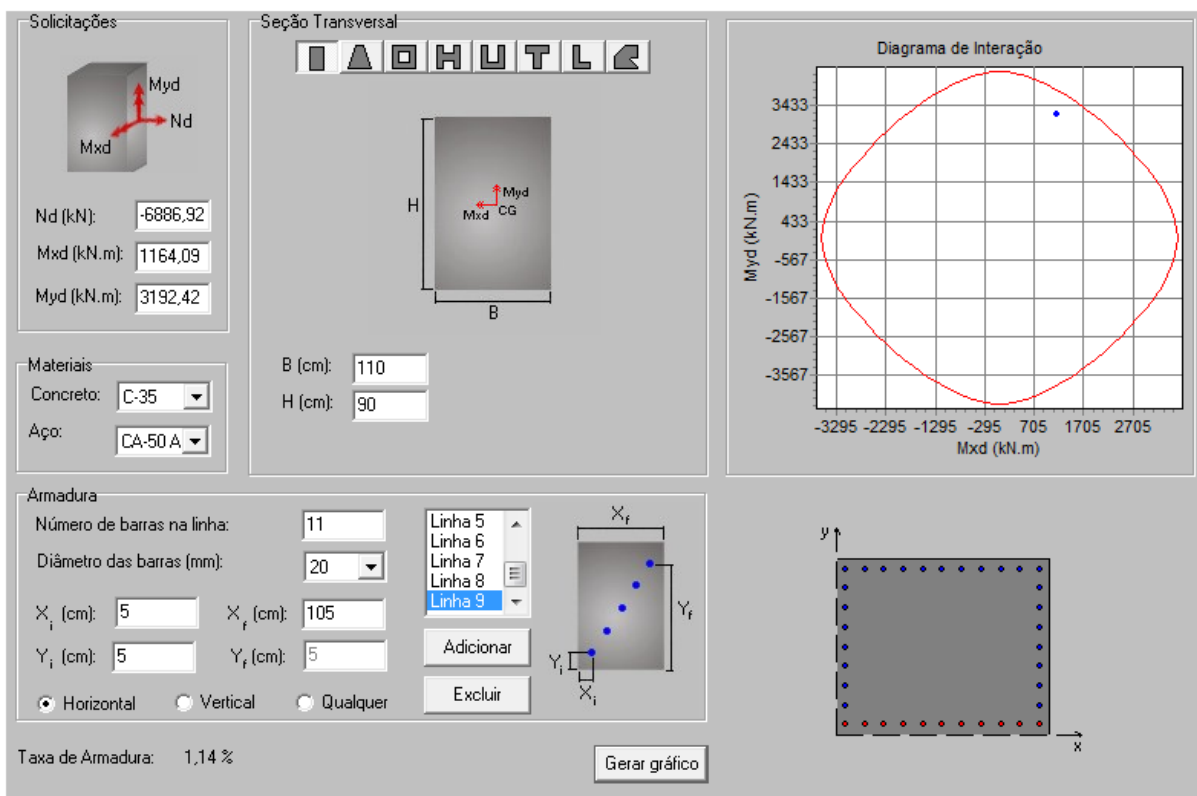 Solicitações
Myd
Nd
Mxd
Nd (kN): -6886,92
Mxd (kN.m): 1164,09
Myd (kN.m): 3192,42
Materiais
Concreto: C-35
Aço: CA-50 A
Seção Transversal
H
Myd
Mxd CG
B
B (cm): 110
H (cm): 90
Diagrama de Interação
Myd (kN.m)
3433
2433
1433
433
-567
-1567
-2567
-3567
-3295 -2295 -1295 -295 705 1705 2705
Mxd (kN.m)
Armadura
Número de barras na linha: 11
Diâmetro das barras (mm): 20
Xi (cm): 5 Xf (cm): 105
Yi (cm): 5 Yf (cm): 5
Horizontal Vertical Qualquer
Linha 5
Linha 6
Linha 7
Linha 8
Linha 9
Adicionar
Excluir
Xf
Yf
Yi
Xi
Taxa de Armadura: 1,14 %
Gerar gráfico
y
x